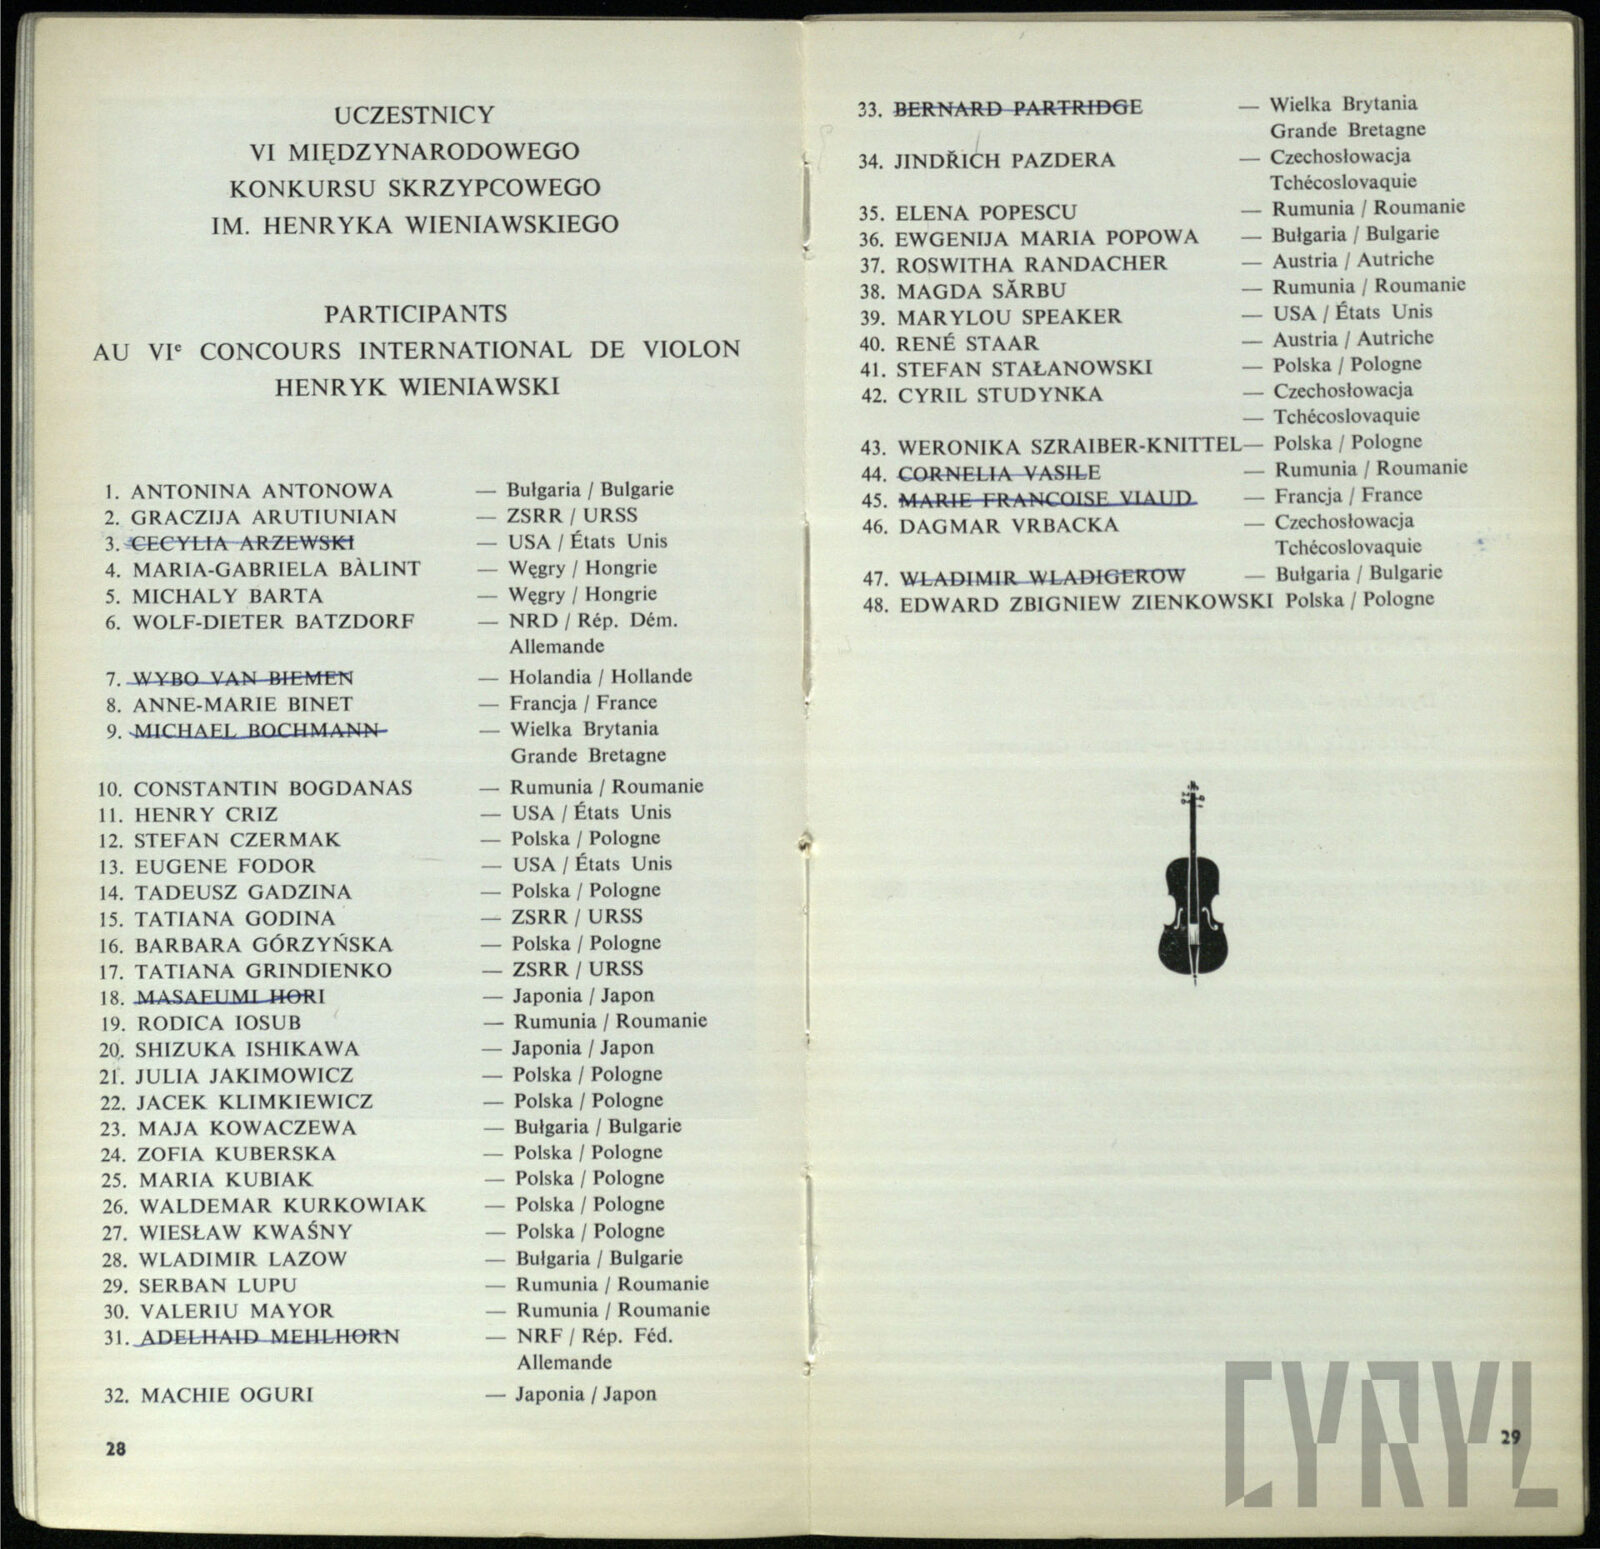 UCZESTNICY
VI MIĘDZYNARODOWEGO
KONKURSU SKRZYPCOWEGO
IM. HENRYKA WIENIAWSKIEGO
PARTICIPANTS
AU VIe CONCOURS INTERNATIONAL DE VIOLON
HENRYK WIENIAWSKI
1. ANTONINA ANTONOWA — Bułgaria / Bulgarie
2. GRACZIJA ARUTIUNIAN — ZSRR / URSS
3. CECYLIA ARZEWSKI — USA / États Unis
4. MARIA-GABRIELA BÀLINT — Węgry / Hongrie
5. MICHALY BARTA — Węgry / Hongrie
6. WOLF-DIETER BATZDORF — NRD / Rép. Dém.
Allemande
7. WYBO VAN BIEMEN — Holandia / Hollande
8. ANNE-MARIE BINET — Francja / France
9. MICHAEL BOCHMANN — Wielka Brytania
Grande Bretagne
10. CONSTANTIN BOGDANAS — Rumunia / Roumanie
11. HENRY CRIZ — USA / États Unis
12. STEFAN CZERMAK — Polska / Pologne
13. EUGENE FODOR — USA / États Unis
14. TADEUSZ GADZINA — Polska / Pologne
15. TATIANA GODINA — ZSRR / URSS
16. BARBARA GÓRZYŃSKA — Polska / Pologne
17. TATIANA GRINDIENKO — ZSRR / URSS
18. MASAFUMI HORI — Japonia / Japon
19. RODICA IOSUB — Rumunia / Roumanie
20. SHIZUKA ISHIKAWA — Japonia / Japon
21. JULIA JAKIMOWICZ — Polska / Pologne
22. JACEK KLIMKIEWICZ — Polska / Pologne
23. MAJA KOWACZEWA — Bułgaria / Bulgarie
24. ZOFIA KUBERSKA — Polska / Pologne
25. MARIA KUBIAK — Polska / Pologne
26. WALDEMAR KURKOWIAK — Polska / Pologne
27. WIESŁAW KWAŚNY — Polska / Pologne
28. WLADIMIR LAZOW — Bułgaria / Bulgarie
29. SERBAN LUPU — Rumunia / Roumanie
30. VALERIU MAYOR — Rumunia / Roumanie
31. ADELHAID MEHLHORN — NRF / Rép. Féd.
Allemande
32. MACHIE OGURI — Japonia / Japon
28
33. BERNARD PARTRIDGE — Wielka Brytania
Grande Bretagne
34. JINDŘICH PAZDERA — Czechosłowacja
Tchécoslovaquie
35. ELENA POPESCU — Rumunia / Roumanie
36. EWGENIJA MARIA POPOWA — Bułgaria / Bulgarie
37. ROSWITHA RANDACHER — Austria / Autriche
38. MAGDA SĂRBU — Rumunia / Roumanie
39. MARYLOU SPEAKER — USA / États Unis
40. RENÉ STAAR — Austria / Autriche
41. STEFAN STAŁANOWSKI — Polska / Pologne
42. CYRIL STUDYNKA — Czechosłowacja
— Tchécoslovaquie
43. WERONIKA SZRAIBER-KNITTEL — Polska / Pologne
44. CORNELIA VASILE — Rumunia / Roumanie
45. MARIE FRANCOISE VIAUD — Francja / France
46. DAGMAR VRBACKA — Czechosłowacja
Tchécoslovaquie
47. WLADIMIR WLADIGEROW — Bułgaria / Bulgarie
48. EDWARD ZBIGNIEW ZIENKOWSKI Polska / Pologne
29
CYRYL